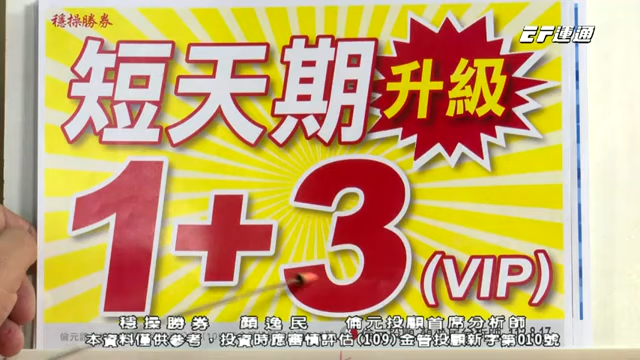 穩操勝券
EF運通
短天期
升級
1+3
(VIP)
穩操勝券 顏逸民 倫元投顧首席分析師
本資料僅供參考，投資時應審慎評估(109)金管投顧新字第010號